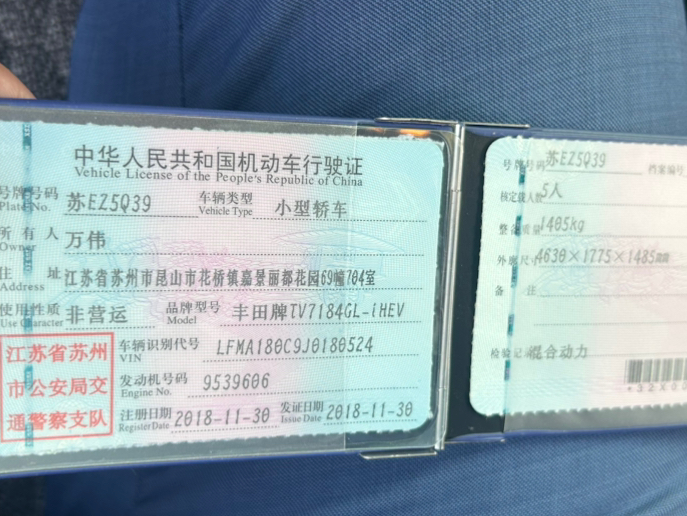 中华人民共和国机动车行驶证
Vehicle License of the People's Republic of China
号牌号码 苏EZ5Q39 车辆类型 小型轿车
Plate No. Vehicle Type
所有人 万伟
Owner
住址 江苏省苏州市昆山市花桥镇嘉景丽都花园69幢704室
Address
使用性质 非营运 品牌型号 丰田牌TV7184GL-iHEV
Use Character Model
江苏省苏州
市公安局交
通警察支队
车辆识别代号 LFMA180C9J0180524
VIN
发动机号码 9539606
Engine No.
注册日期 2018-11-30 发证日期 2018-11-30
Register Date Issue Date
号牌号码 苏EZ5Q39 档案编号
核定载人数 5人
整备质量 1405kg
外廓尺寸 4630×1775×1485
备注
检验记录 混合动力